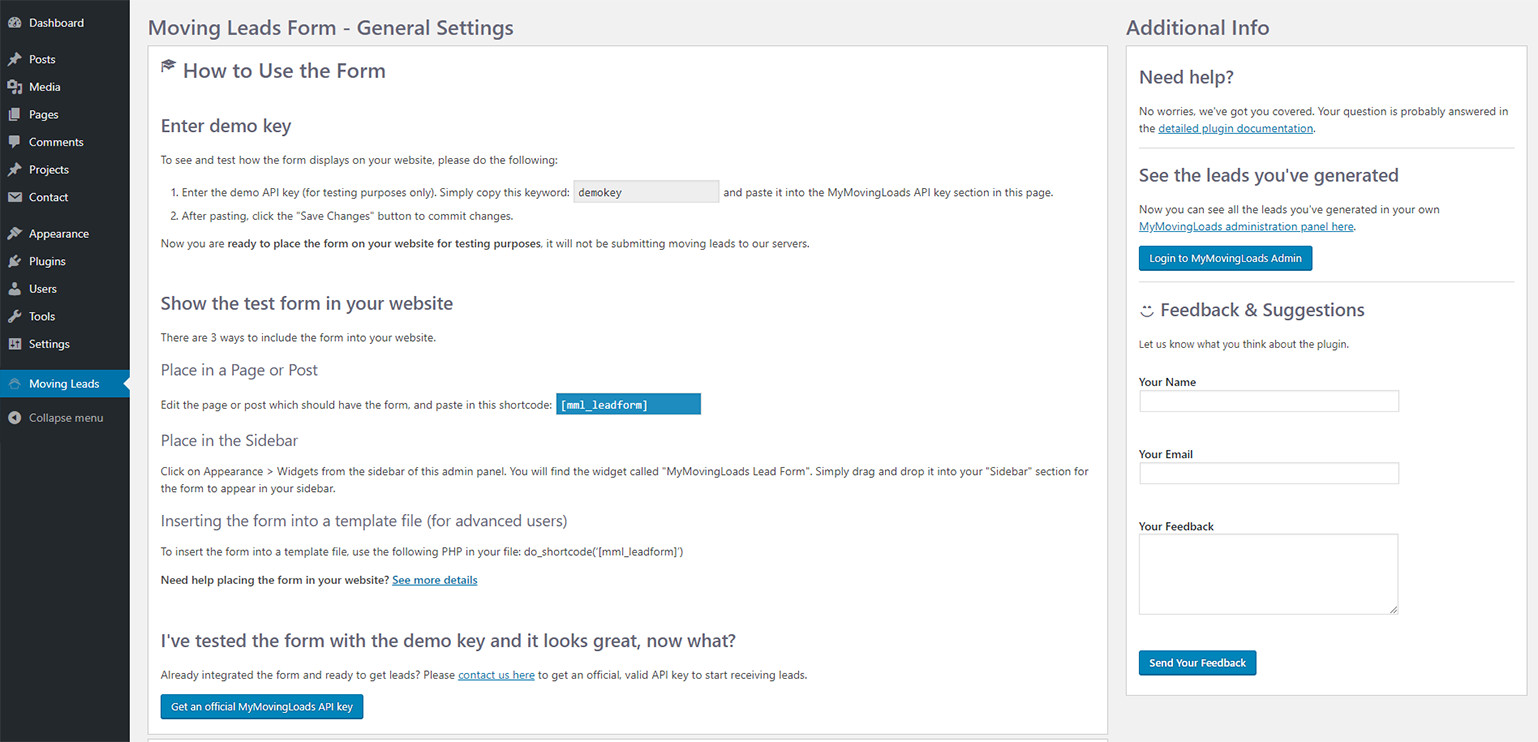 Dashboard
Posts
Media
Pages
Comments
Projects
Contact
Appearance
Plugins
Users
Tools
Settings
Moving Leads
Collapse menu
Moving Leads Form - General Settings
How to Use the Form
Enter demo key
To see and test how the form displays on your website, please do the following:
1. Enter the demo API key (for testing purposes only). Simply copy this keyword: demokey and paste it into the MyMovingLoads API key section in this page.
2. After pasting, click the "Save Changes" button to commit changes.
Now you are ready to place the form on your website for testing purposes, it will not be submitting moving leads to our servers.
Show the test form in your website
There are 3 ways to include the form into your website.
Place in a Page or Post
Edit the page or post which should have the form, and paste in this shortcode: [mml_leadform]
Place in the Sidebar
Click on Appearance > Widgets from the sidebar of this admin panel. You will find the widget called "MyMovingLoads Lead Form". Simply drag and drop it into your "Sidebar" section for
the form to appear in your sidebar.
Inserting the form into a template file (for advanced users)
To insert the form into a template file, use the following PHP in your file: do_shortcode('[mml_leadform]')
Need help placing the form in your website? See more details
I've tested the form with the demo key and it looks great, now what?
Already integrated the form and ready to get leads? Please contact us here to get an official, valid API key to start receiving leads.
Get an official MyMovingLoads API key
Additional Info
Need help?
No worries, we've got you covered. Your question is probably answered in
the detailed plugin documentation.
See the leads you've generated
Now you can see all the leads you've generated in your own
MyMovingLoads administration panel here.
Login to MyMovingLoads Admin
Feedback & Suggestions
Let us know what you think about the plugin.
Your Name
Your Email
Your Feedback
Send Your Feedback